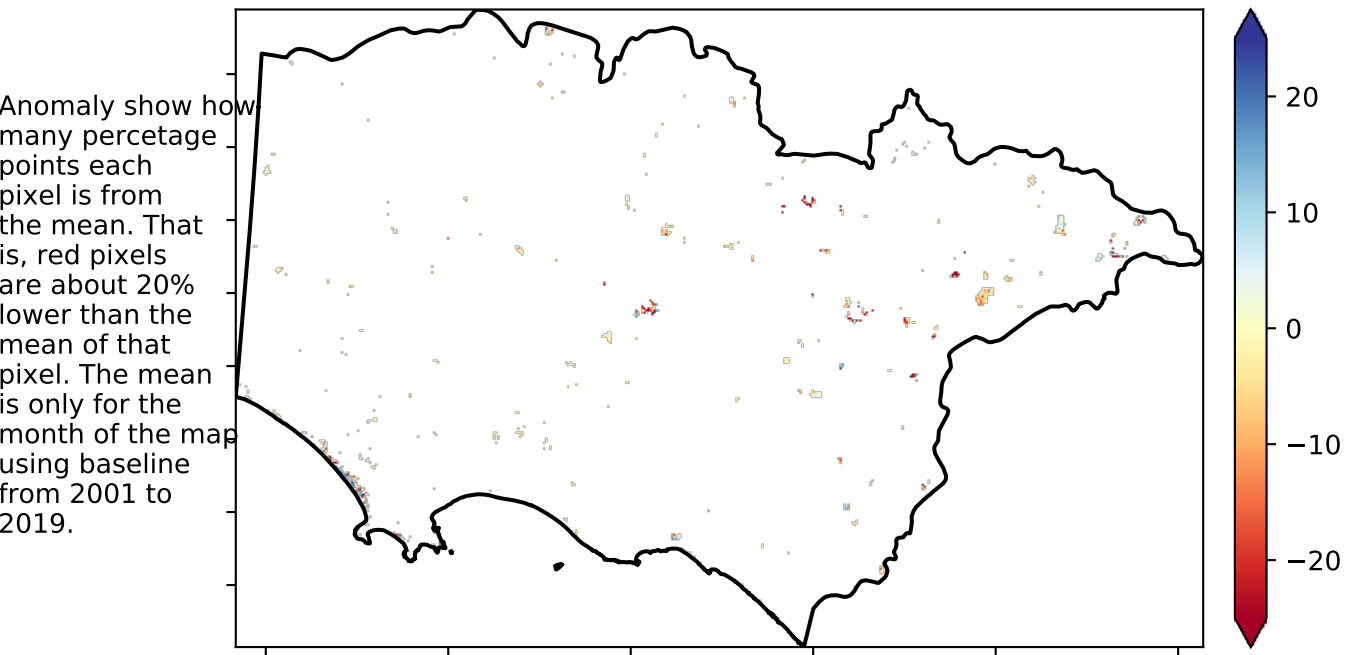 Anomaly show how
many percetage
points each
pixel is from
the mean. That
is, red pixels
are about 20%
lower than the
mean of that
pixel. The mean
is only for the
month of the map
using baseline
from 2001 to
2019.
20
10
0
−10
−20